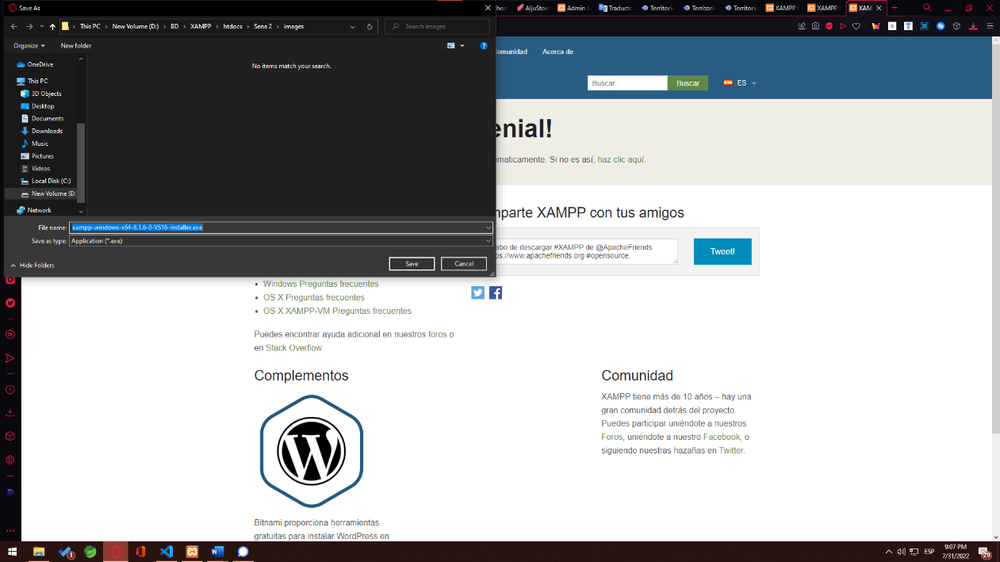 Save As
This PC
New Volume (D:)
BD
XAMPP
htdocs
Sena 2
images
Search images
Organize
New folder
OneDrive
This PC
3D Objects
Desktop
Documents
Downloads
Music
Pictures
Videos
Local Disk (C:)
New Volume (D:
Network
No items match your search.
File name:
xampp-windows-x64-8.1.6-0-VS16-installer.exe
Save as type:
Application (*.exe)
Hide Folders
Save
Cancel
AljuStor
Admin L
Traducto
Territori
Territori
Territori
XAMPP
XAMPP
XAM
omunidad
Acerca de
Buscar..
Buscar
ES
enial!
maticamente. Si no es así, haz clic aquí.
mparte XAMPP con tus amigos
abo de descargar #XAMPP de @ApacheFriends
ps://www.apachefriends.org #opensource.
Tweet!
Windows Preguntas frecuentes
OS X Preguntas frecuentes
OS X XAMPP-VM Preguntas frecuentes
Puedes encontrar ayuda adicional en nuestros foros o
en Stack Overflow.
Complementos
Bitnami proporciona herramientas
gratuitas para instalar WordPress en
Comunidad
XAMPP tiene más de 10 años – hay una
gran comunidad detrás del proyecto.
Puedes participar uniéndote a nuestros
Foros, uniéndote a nuestro Facebook, o
siguiendo nuestras hazañas en Twitter.
1
ESP
9:07 PM
7/31/2022
29